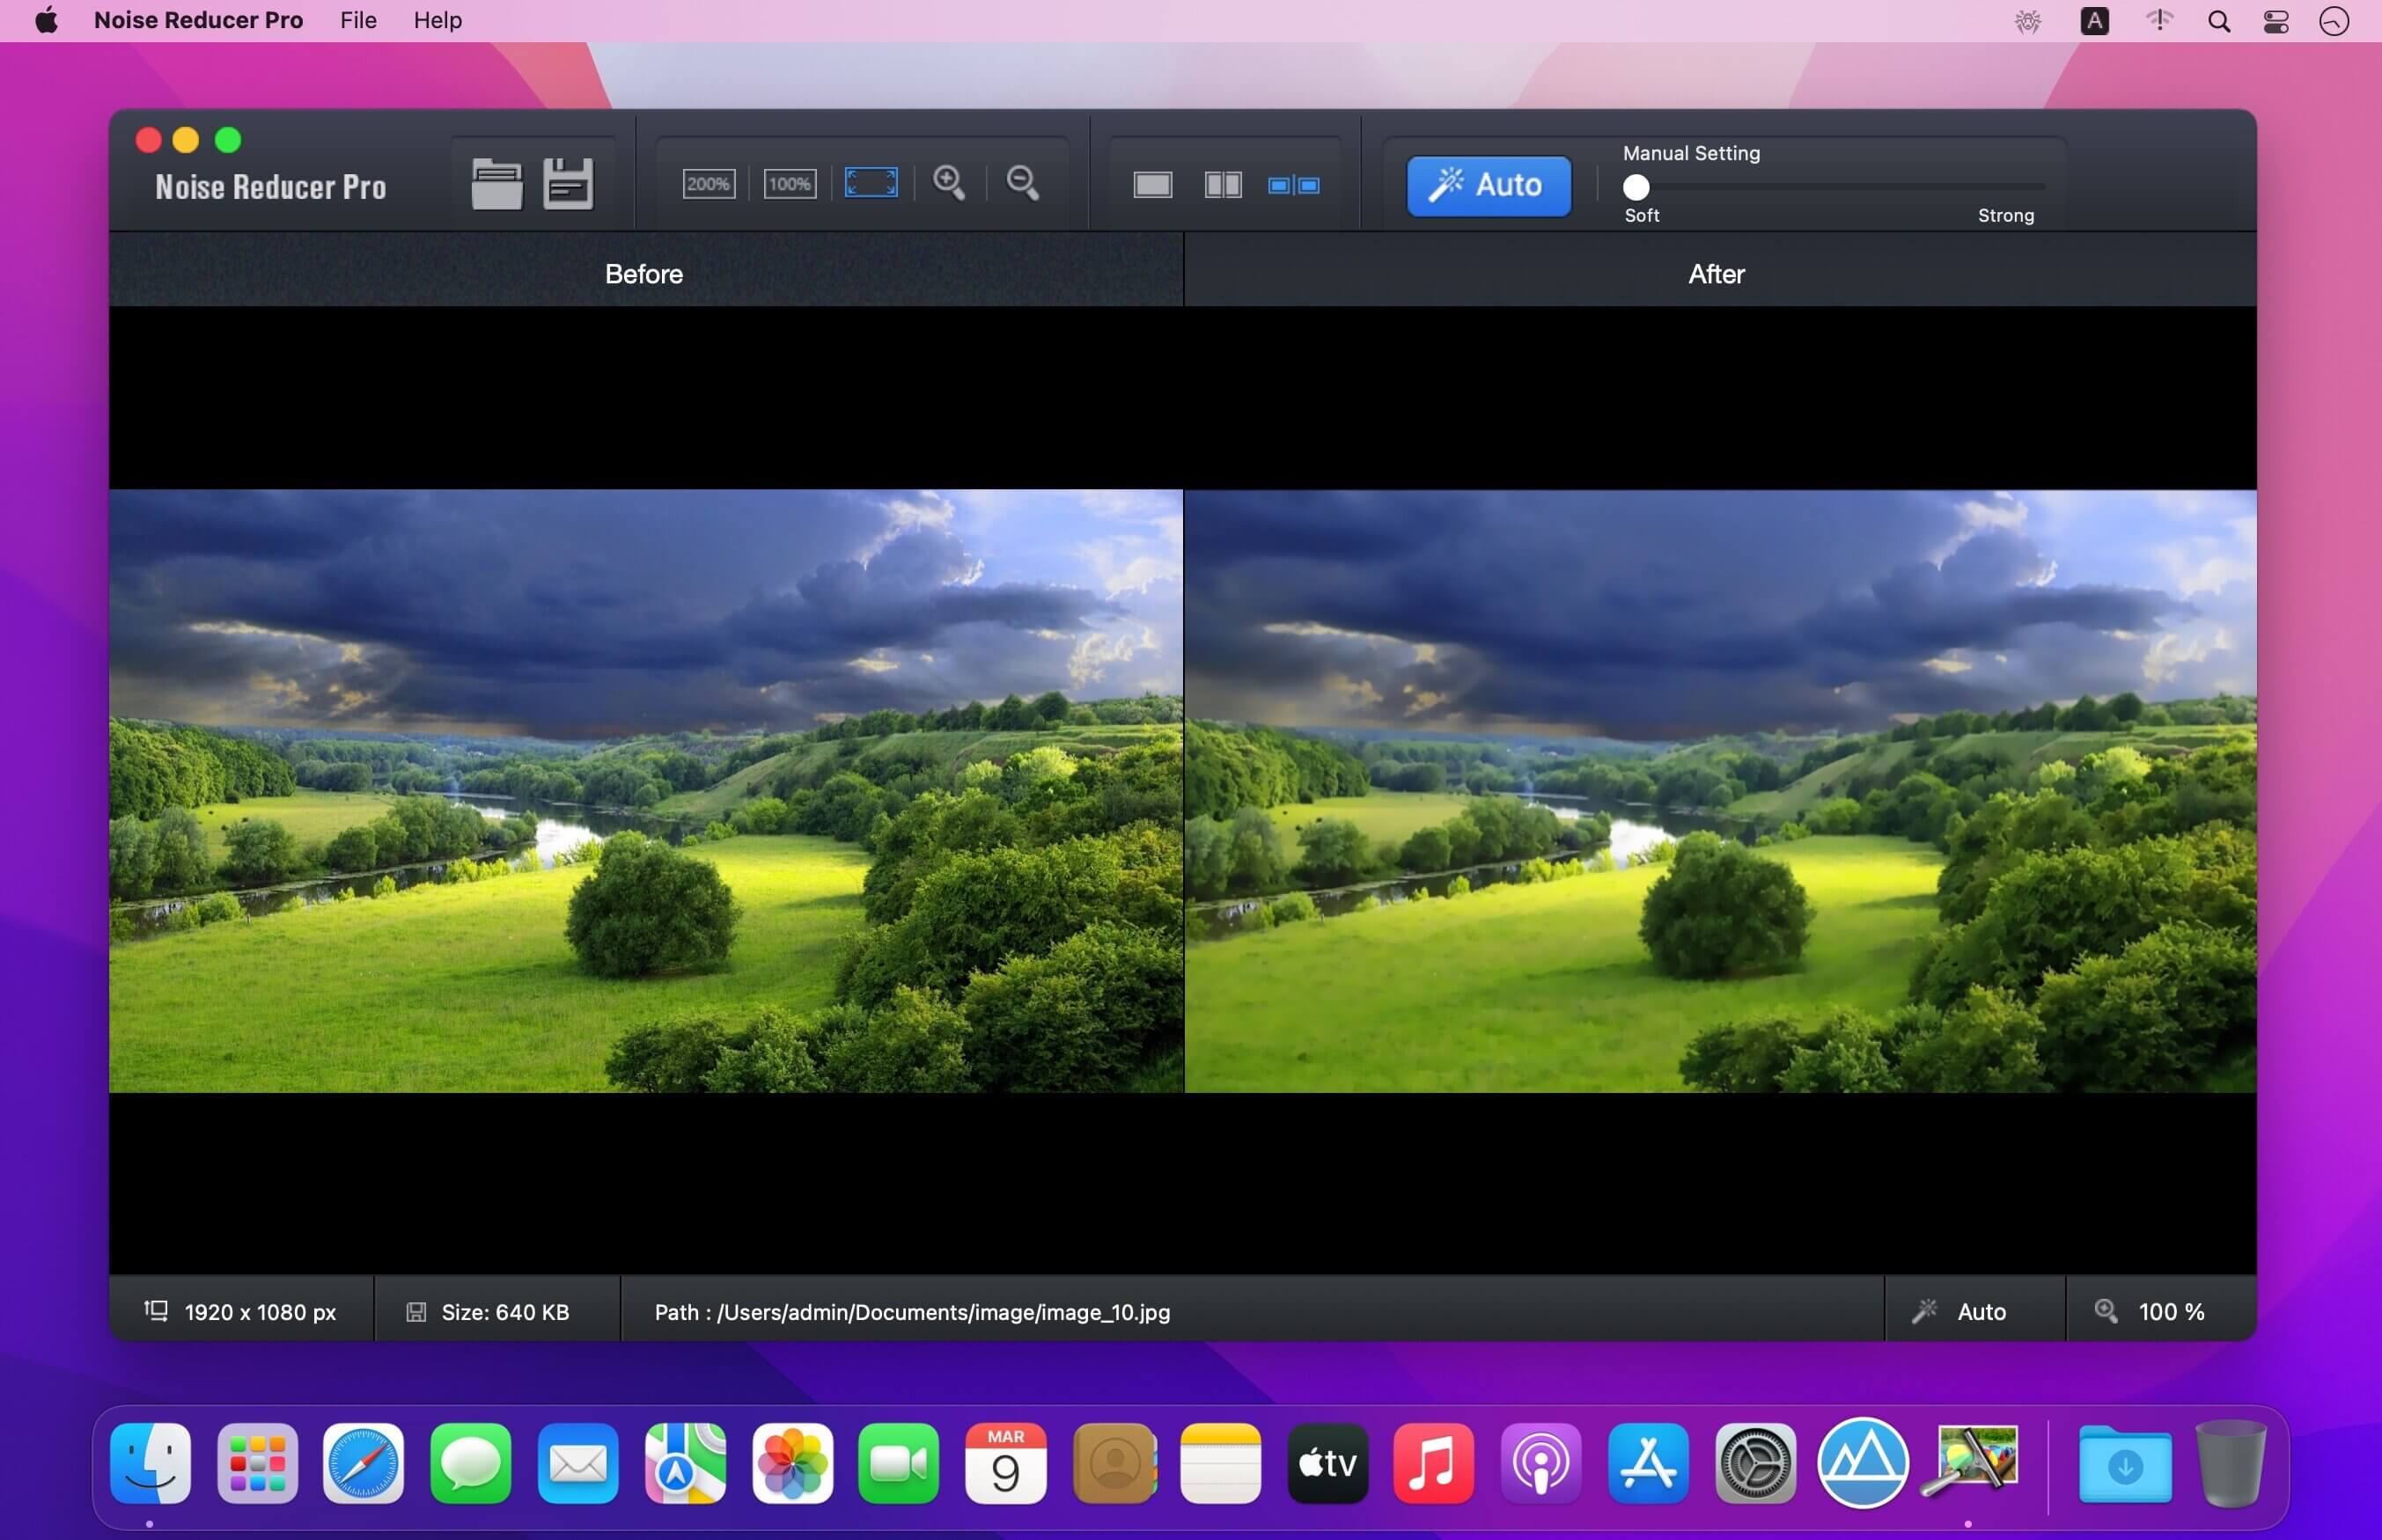 Noise Reducer Pro File Help
A
Noise Reducer Pro
200% 100%
Auto
Manual Setting
Soft Strong
Before After
1920 x 1080 px
Size: 640 KB
Path : /Users/admin/Documents/image/image_10.jpg
Auto
100 %
MAR
9
tv